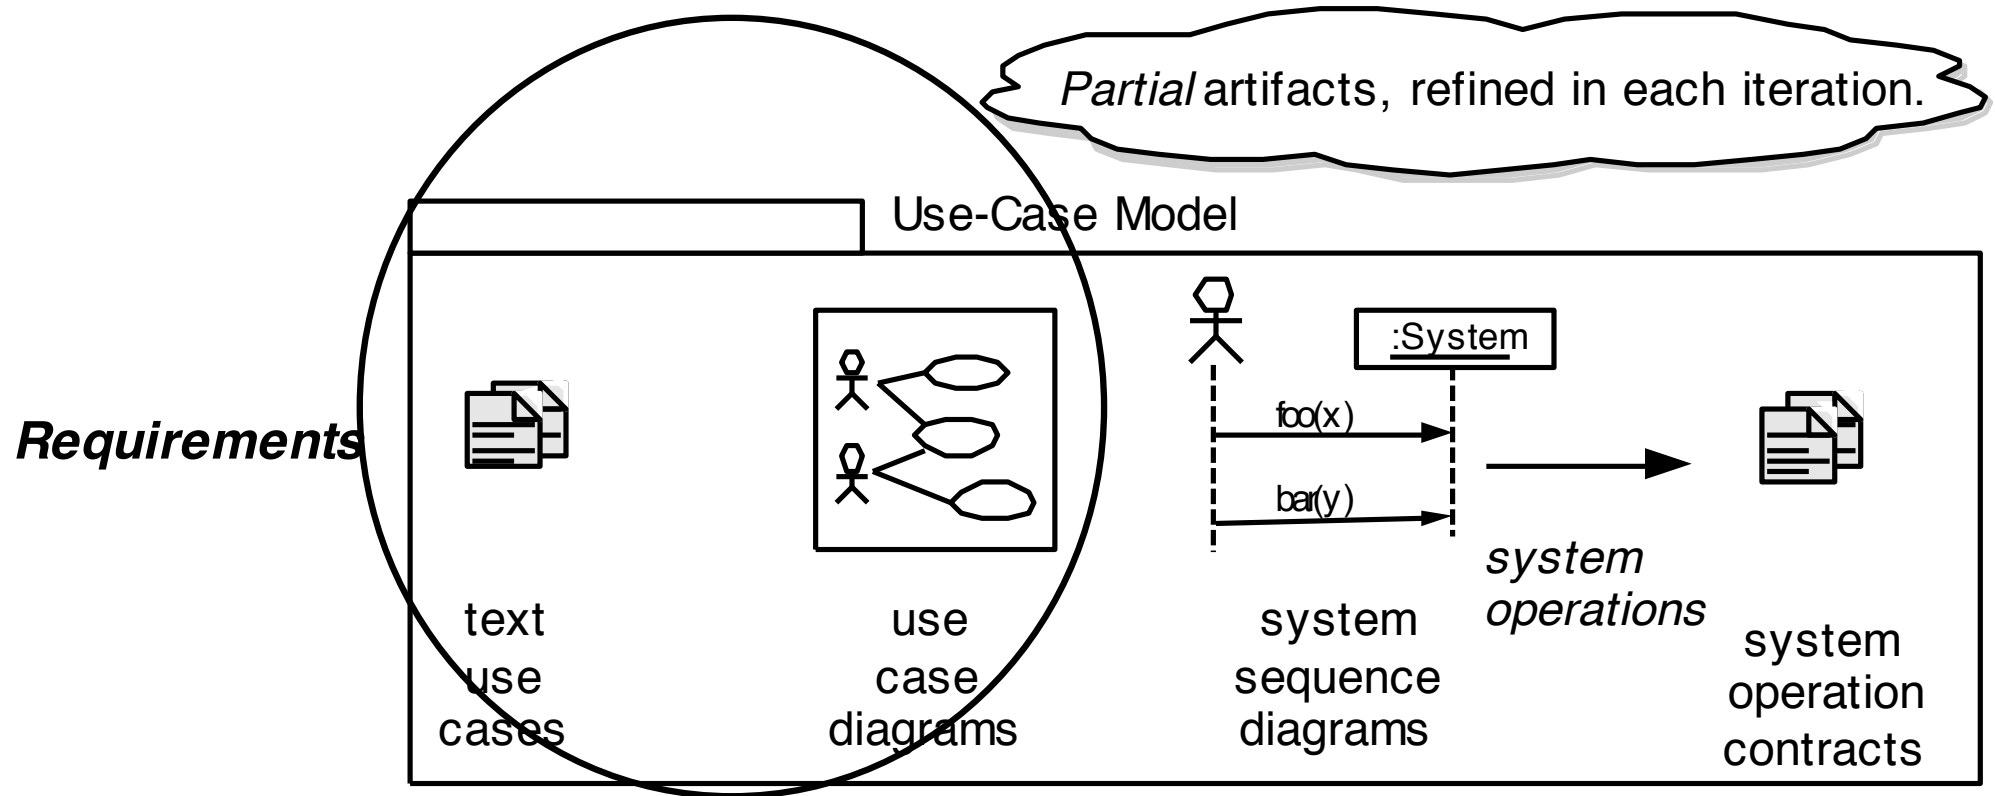 Partial artifacts, refined in each iteration.
Use-Case Model
Requirements
:System
foo(x)
bar(y)
system
operations
text
use
cases
use
case
diagrams
system
sequence
diagrams
system
operation
contracts